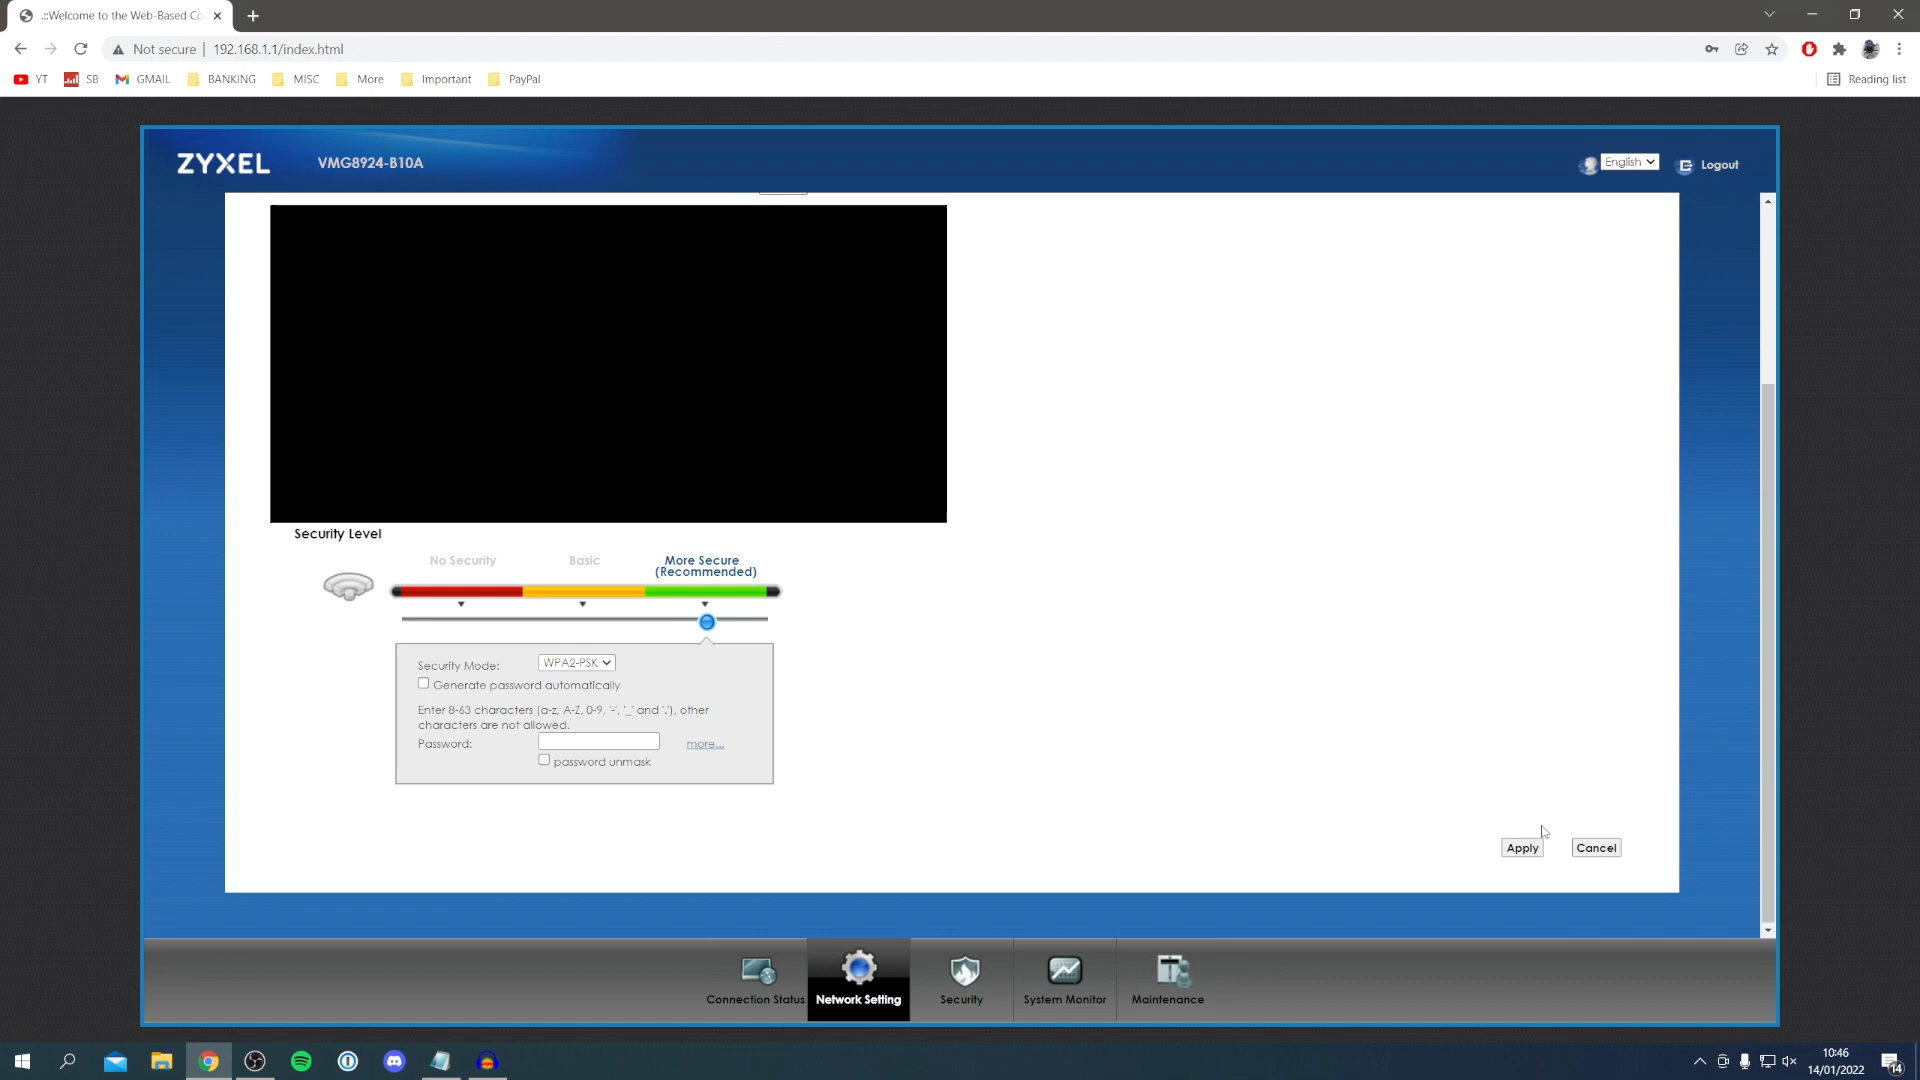 .::Welcome to the Web-Based Co
Not secure
192.168.1.1/index.html
YT
SB
GMAIL
BANKING
MISC
More
Important
PayPal
Reading list
ZYXEL
VMG8924-B10A
English
Logout
Security Level
No Security
Basic
More Secure
(Recommended)
Security Mode:
WPA2-PSK
Generate password automatically
Enter 8-63 characters (a-z, A-Z, 0-9, '-', '_' and '.'), other
characters are not allowed.
Password:
more...
password unmask
Apply
Cancel
Connection Status
Network Setting
Security
System Monitor
Maintenance
10:46
14/01/2022
14